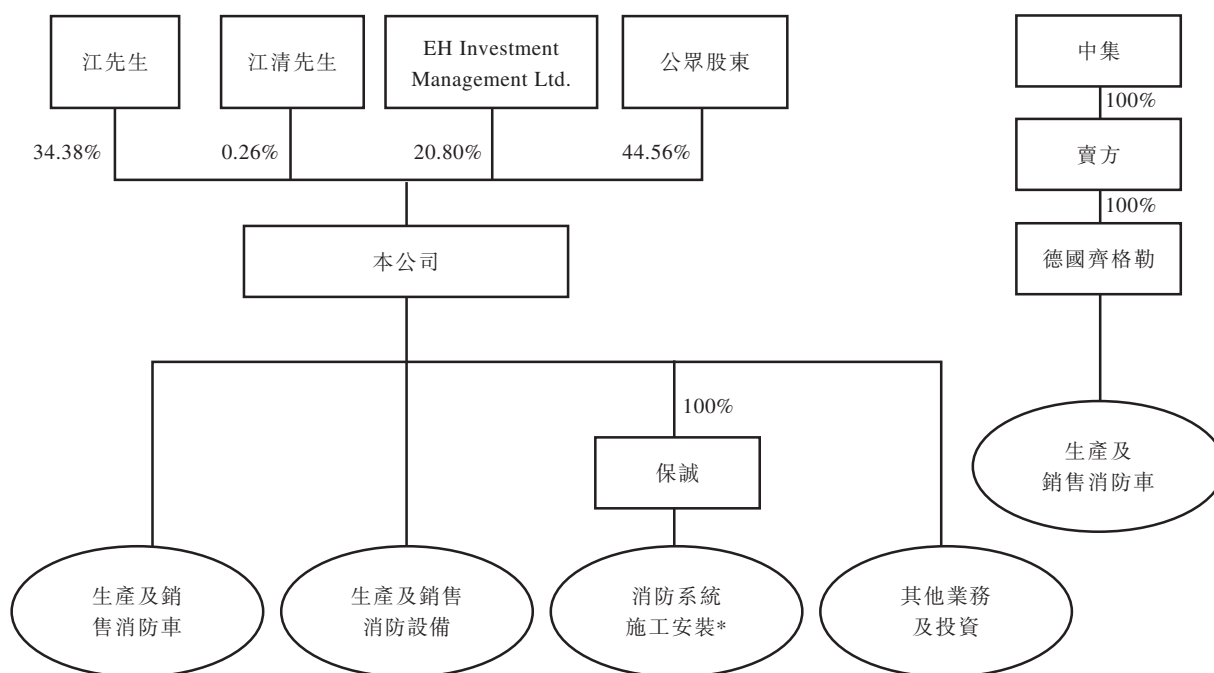 江先生
江清先生
EH Investment
Management Ltd.
公眾股東
34.38%
0.26%
20.80%
44.56%
本公司
100%
保誠
生產及銷
售消防車
生產及銷售
消防設備
消防系統
施工安裝*
其他業務
及投資
中集
100%
賣方
100%
德國齊格勒
生產及
銷售消防車